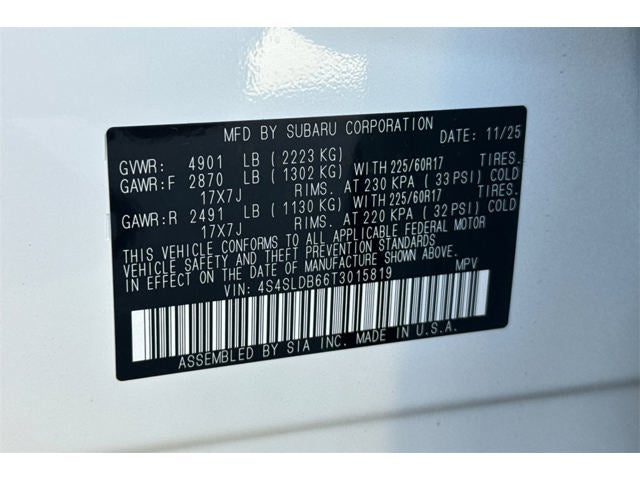 MFD BY SUBARU CORPORATION DATE: 11/25
GVWR: 4901 LB (2223 KG)
GAWR:F 2870 LB (1302 KG) WITH 225/60R17 TIRES.
17X7J RIMS. AT 230 KPA (33 PSI) COLD
GAWR:R 2491 LB (1130 KG) WITH 225/60R17 TIRES.
17X7J RIMS. AT 220 KPA (32 PSI) COLD
THIS VEHICLE CONFORMS TO ALL APPLICABLE FEDERAL MOTOR
VEHICLE SAFETY AND THEFT PREVENTION STANDARDS
IN EFFECT ON THE DATE OF MANUFACTURE SHOWN ABOVE.
VIN: 4S4SLDB66T3015819 MPV
ASSEMBLED BY SIA INC. MADE IN U.S.A.